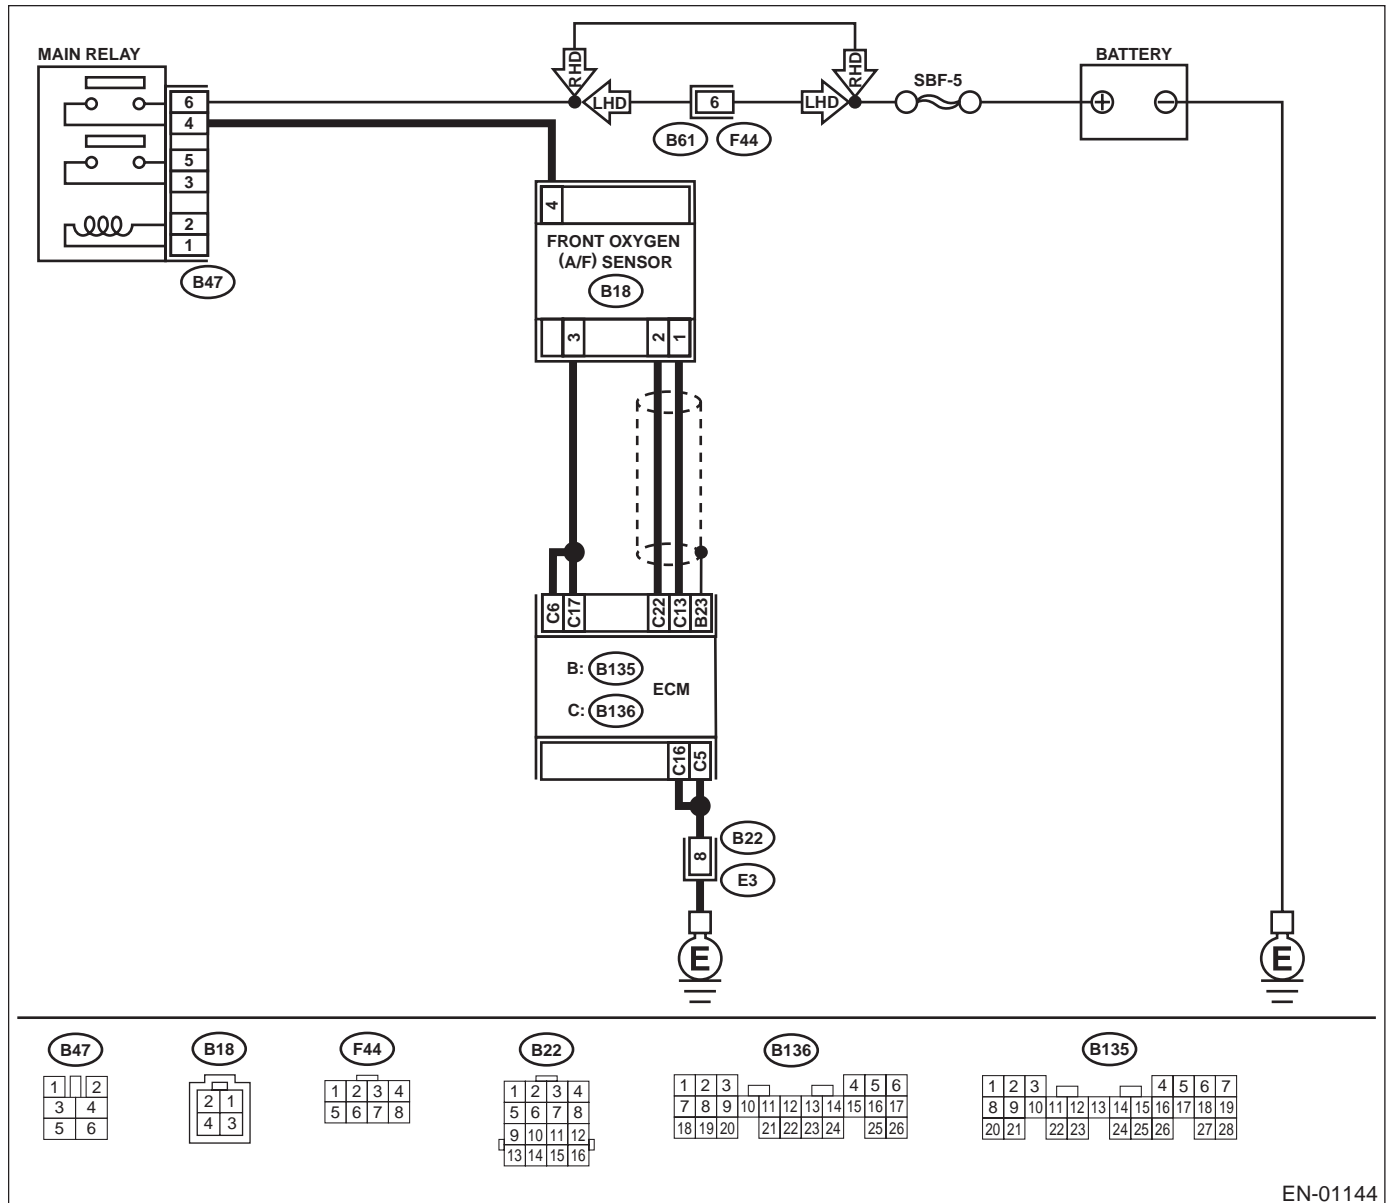 MAIN RELAY
BATTERY
RHD
RHD
SBF-5
LHD
6
LHD
6
4
5
3
2
1
B47
B61
F44
4
FRONT OXYGEN
(A/F) SENSOR
B18
3
2
1
C6
C17
C22
C13
B23
B: B135
ECM
C: B136
C16
C5
8
B22
E3
E
E
B47
1 2
3 4
5 6
B18
2 1
4 3
F44
1 2 3 4
5 6 7 8
B22
1 2 3 4
5 6 7 8
9 10 11 12
13 14 15 16
B136
1 2 3 4 5 6
7 8 9 10 11 12 13 14 15 16 17
18 19 20 21 22 23 24 25 26
B135
1 2 3 4 5 6 7
8 9 10 11 12 13 14 15 16 17 18 19
20 21 22 23 24 25 26 27 28
EN-01144